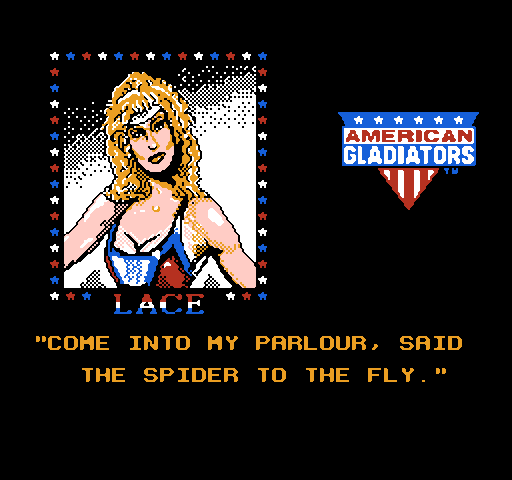 AMERICAN
GLADIATORS
TM
LACE
"COME INTO MY PARLOUR, SAID
THE SPIDER TO THE FLY."